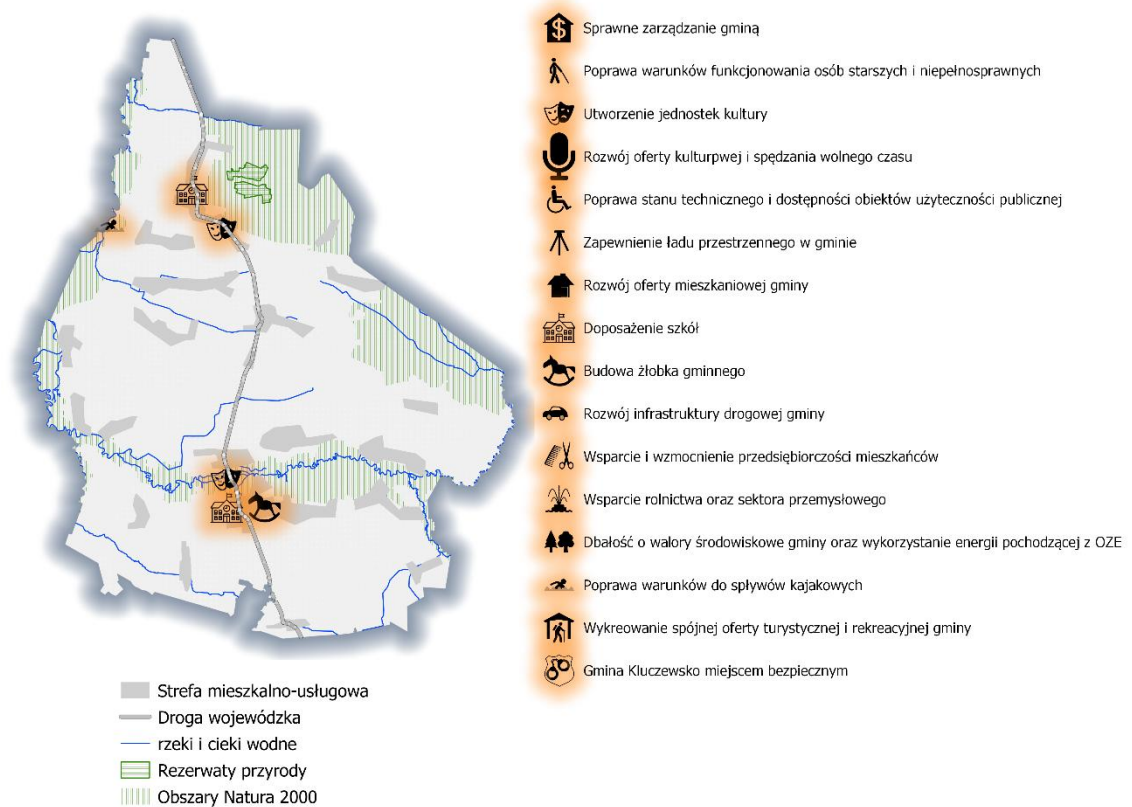 Sprawne zarządzanie gminą
Poprawa warunków funkcjonowania osób starszych i niepełnosprawnych
Utworzenie jednostek kultury
Rozwój oferty kulturpwej i spędzania wolnego czasu
Poprawa stanu technicznego i dostępności obiektów użyteczności publicznej
Zapewnienie ładu przestrzennego w gminie
Rozwój oferty mieszkaniowej gminy
Doposażenie szkół
Budowa żłobka gminnego
Rozwój infrastruktury drogowej gminy
Wsparcie i wzmocnienie przedsiębiorczości mieszkańców
Wsparcie rolnictwa oraz sektora przemysłowego
Dbałość o walory środowiskowe gminy oraz wykorzystanie energii pochodzącej z OZE
Poprawa warunków do spływów kajakowych
Wykreowanie spójnej oferty turystycznej i rekreacyjnej gminy
Gmina Kluczewsko miejscem bezpiecznym
Strefa mieszkalno-usługowa
Droga wojewódzka
rzeki i cieki wodne
Rezerwaty przyrody
Obszary Natura 2000